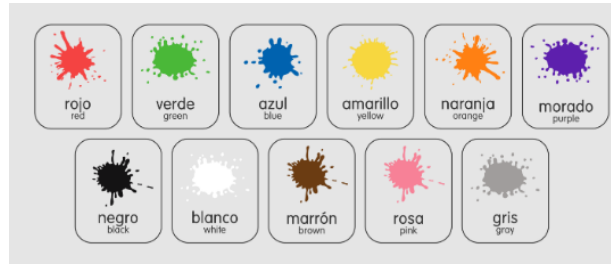 rojo
red
verde
green
azul
blue
amarillo
yellow
naranja
orange
morado
purple
negro
black
blanco
white
marrón
brown
rosa
pink
gris
gray